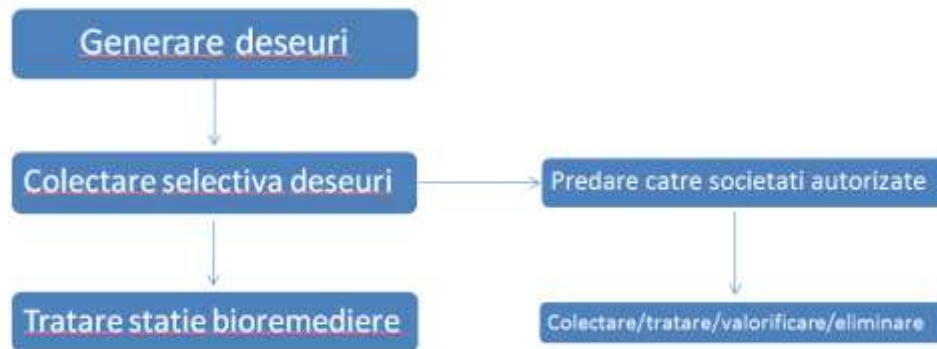 Generare deseuri
Colectare selectiva deseuri
Predare catre societati autorizate
Tratare statie bioremediere
Colectare/tratare/valorificare/eliminare